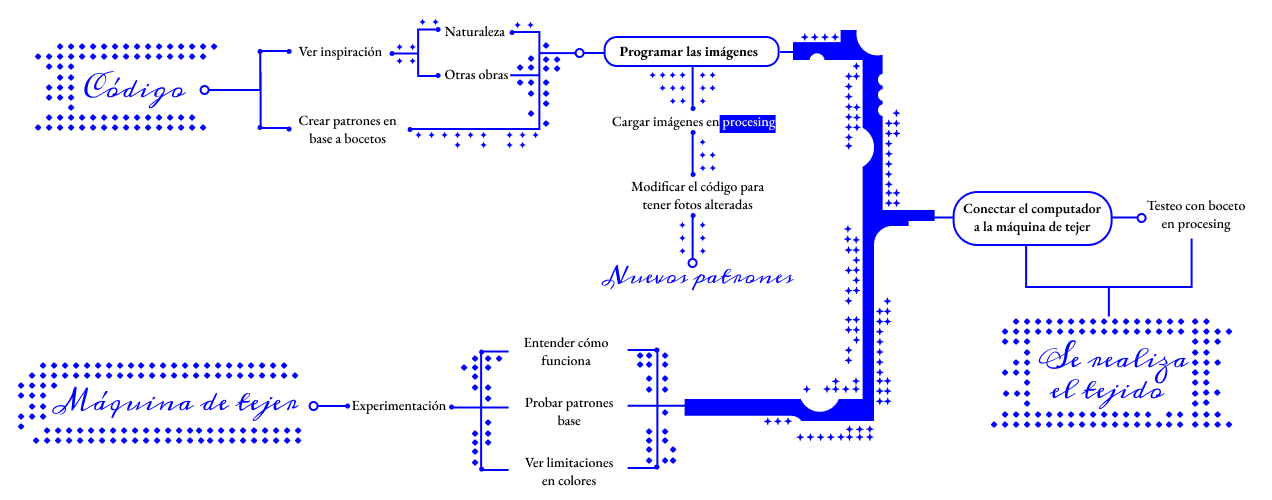 Código
Ver inspiración
Naturaleza
Otras obras
Crear patrones en
base a bocetos
Programar las imágenes
Cargar imágenes en procesing
Modificar el código para
tener fotos alteradas
Nuevos patrones
Máquina de tejer
Experimentación
Entender cómo
funciona
Probar patrones
base
Ver limitaciones
en colores
Conectar el computador
a la máquina de tejer
Testeo con boceto
en procesing
Se realiza
el tejido